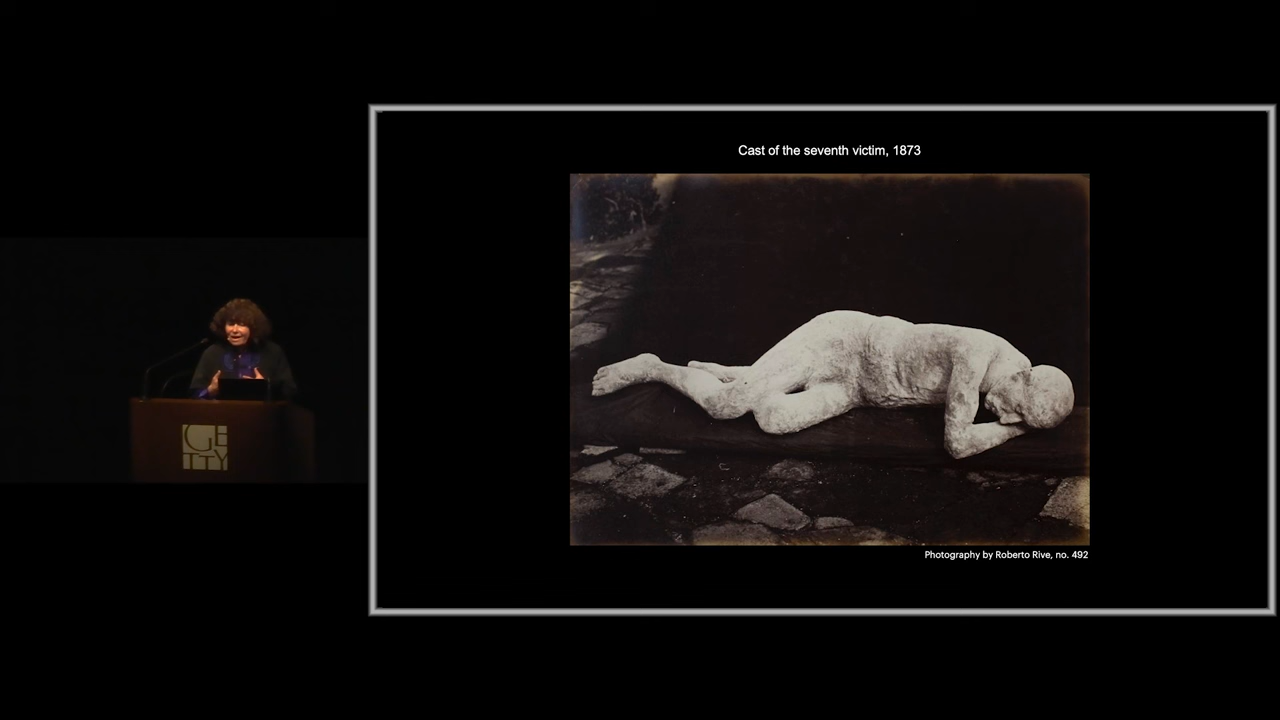 Cast of the seventh victim, 1873
GE
TTY
Photography by Roberto Rive, no. 492